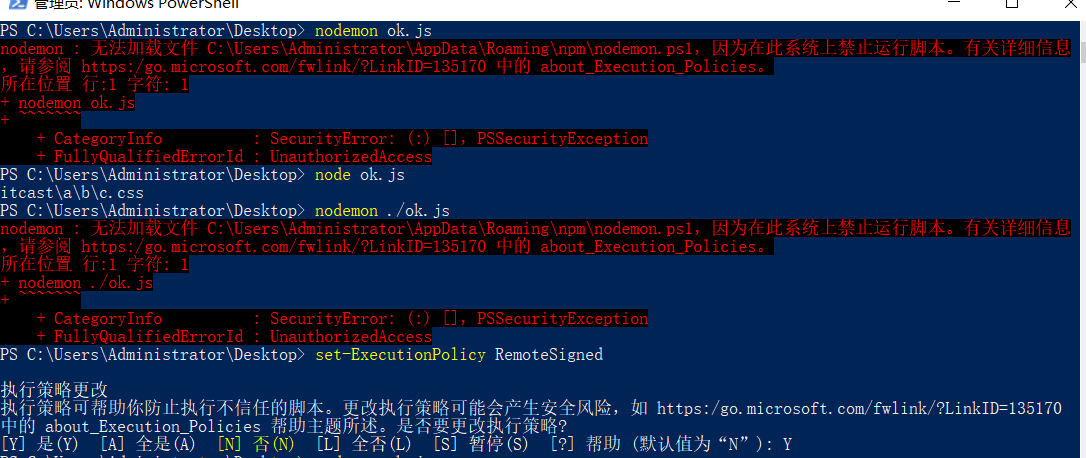 管理员: Windows PowerShell
PS C:\Users\Administrator\Desktop> nodemon ok.js
nodemon : 无法加载文件 C:\Users\Administrator\AppData\Roaming\npm\nodemon.ps1，因为在此系统上禁止运行脚本。有关详细信息
，请参阅 https:/go.microsoft.com/fwlink/?LinkID=135170 中的 about_Execution_Policies。
所在位置 行:1 字符: 1
+ nodemon ok.js
+ ~~~~~~~
    + CategoryInfo          : SecurityError: (:) []，PSSecurityException
    + FullyQualifiedErrorId : UnauthorizedAccess
PS C:\Users\Administrator\Desktop> node ok.js
itcast\a\b\c.css
PS C:\Users\Administrator\Desktop> nodemon ./ok.js
nodemon : 无法加载文件 C:\Users\Administrator\AppData\Roaming\npm\nodemon.ps1，因为在此系统上禁止运行脚本。有关详细信息
，请参阅 https:/go.microsoft.com/fwlink/?LinkID=135170 中的 about_Execution_Policies。
所在位置 行:1 字符: 1
+ nodemon ./ok.js
+ ~~~~~~~
    + CategoryInfo          : SecurityError: (:) []，PSSecurityException
    + FullyQualifiedErrorId : UnauthorizedAccess
PS C:\Users\Administrator\Desktop> set-ExecutionPolicy RemoteSigned
执行策略更改
执行策略可帮助你防止执行不信任的脚本。更改执行策略可能会产生安全风险，如 https:/go.microsoft.com/fwlink/?LinkID=135170
中的 about_Execution_Policies 帮助主题所述。是否要更改执行策略?
[Y] 是(Y)  [A] 全是(A)  [N] 否(N)  [L] 全否(L)  [S] 暂停(S)  [?] 帮助 (默认值为“N”): Y